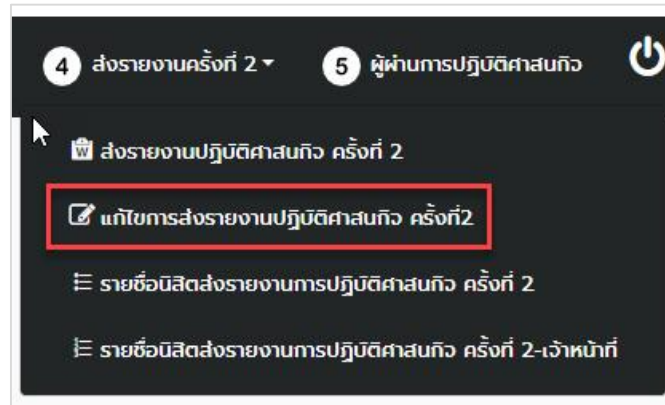 4 ส่งรายงานครั้งที่ 2 5 ผู้ผ่านการปฏิบัติศาสนกิจ
W ส่งรายงานปฏิบัติศาสนกิจ ครั้งที่ 2
แก้ไขการส่งรายงานปฏิบัติศาสนกิจ ครั้งที่2
รายชื่อนิสิตส่งรายงานการปฏิบัติศาสนกิจ ครั้งที่ 2
รายชื่อนิสิตส่งรายงานการปฏิบัติศาสนกิจ ครั้งที่ 2-เจ้าหน้าที่